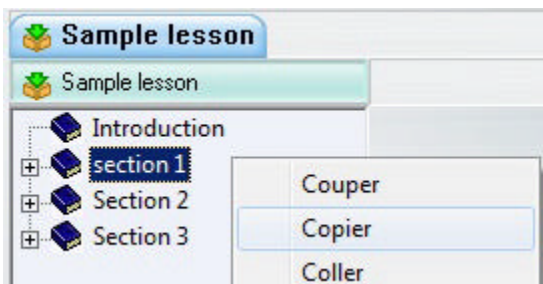 Sample lesson
Sample lesson
Introduction
section 1
Section 2
Section 3
Couper
Copier
Coller